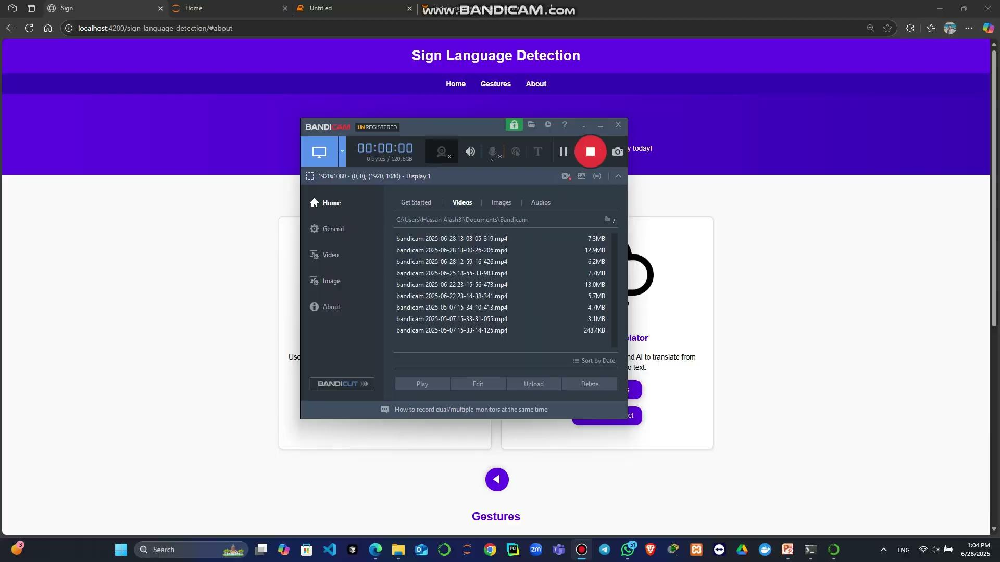 Sign
Home
Untitled
www.BANDICAM.com
localhost:4200/sign-language-detection/#about
Sign Language Detection
Home
Gestures
About
y today!
BANDICAM
UNREGISTERED
00:00:00
0 bytes / 120.6GB
1920x1080 - (0, 0), (1920, 1080) - Display 1
Home
General
Video
Image
About
BANDICUT
Get Started
Videos
Images
Audios
C:\Users\Hassan Alash3l\Documents\Bandicam
bandicam 2025-06-28 13-03-05-319.mp4 7.3MB
bandicam 2025-06-28 13-00-26-206.mp4 12.9MB
bandicam 2025-06-28 12-59-16-426.mp4 6.2MB
bandicam 2025-06-25 18-55-33-983.mp4 7.7MB
bandicam 2025-06-22 23-15-56-473.mp4 13.0MB
bandicam 2025-06-22 23-14-38-341.mp4 5.7MB
bandicam 2025-05-07 15-34-10-413.mp4 4.7MB
bandicam 2025-05-07 15-33-31-055.mp4 3.1MB
bandicam 2025-05-07 15-33-14-125.mp4 248.4KB
Sort by Date
Play
Edit
Upload
Delete
How to record dual/multiple monitors at the same time
Use
slator
nd AI to translate from
o text.
s
ct
Gestures
3
Search
51
ENG
1:04 PM
6/28/2025